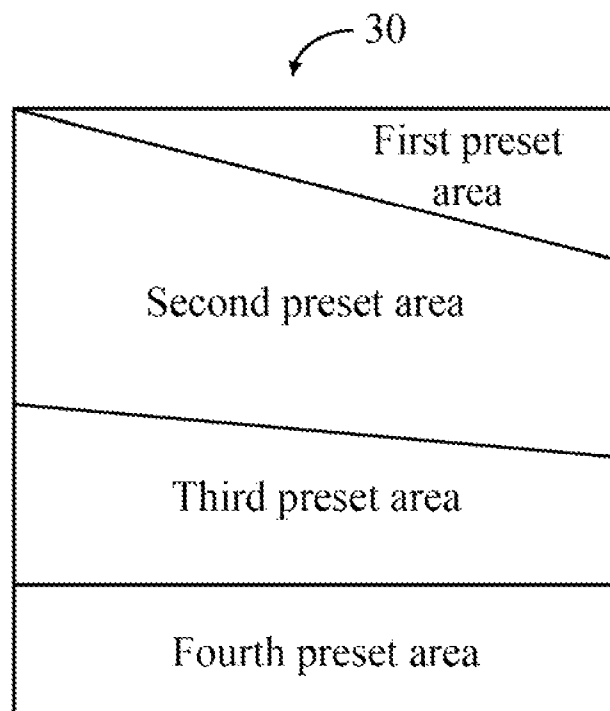 30
First preset
area
Second preset area
Third preset area
Fourth preset area